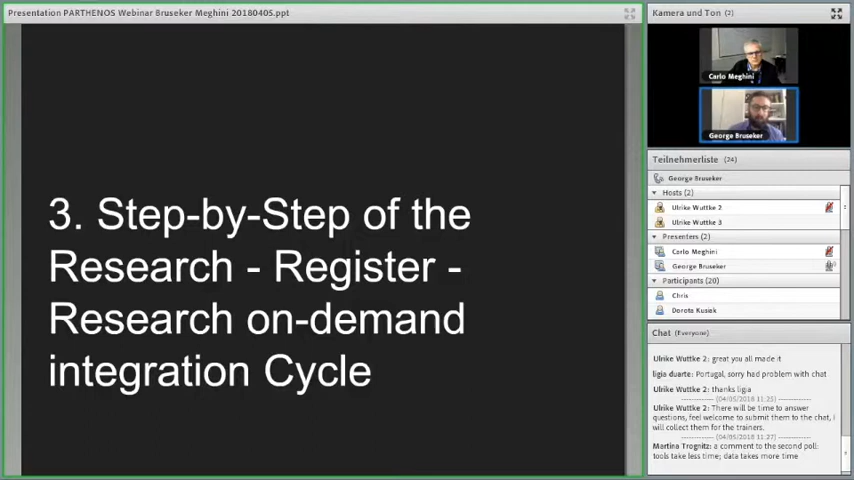 Presentation PARTHENOS Webinar Bruseker Meghini 20180405.ppt
3. Step-by-Step of the
Research - Register -
Research on-demand
integration Cycle
Kamera und Ton (2)
Carlo Meghini
George Bruseker
Teilnehmerliste (24)
George Bruseker
Hosts (2)
Ulrike Wuttke 2
Ulrike Wuttke 3
Presenters (2)
Carlo Meghini
George Bruseker
Participants (20)
Chris
Dorota Kusiek
Chat (Everyone)
Ulrike Wuttke 2: great you all made it
ligia duarte: Portugal, sorry had problem with chat
Ulrike Wuttke 2: thanks ligia
------------ (04/05/2018 11:25) ------------
Ulrike Wuttke 2: There will be time to answer
questions, feel welcome to submit them to the chat, i
will collect them for the trainers.
------------ (04/05/2018 11:27) ------------
Martina Trognitz: a comment to the second poll:
tools take less time; data takes more time